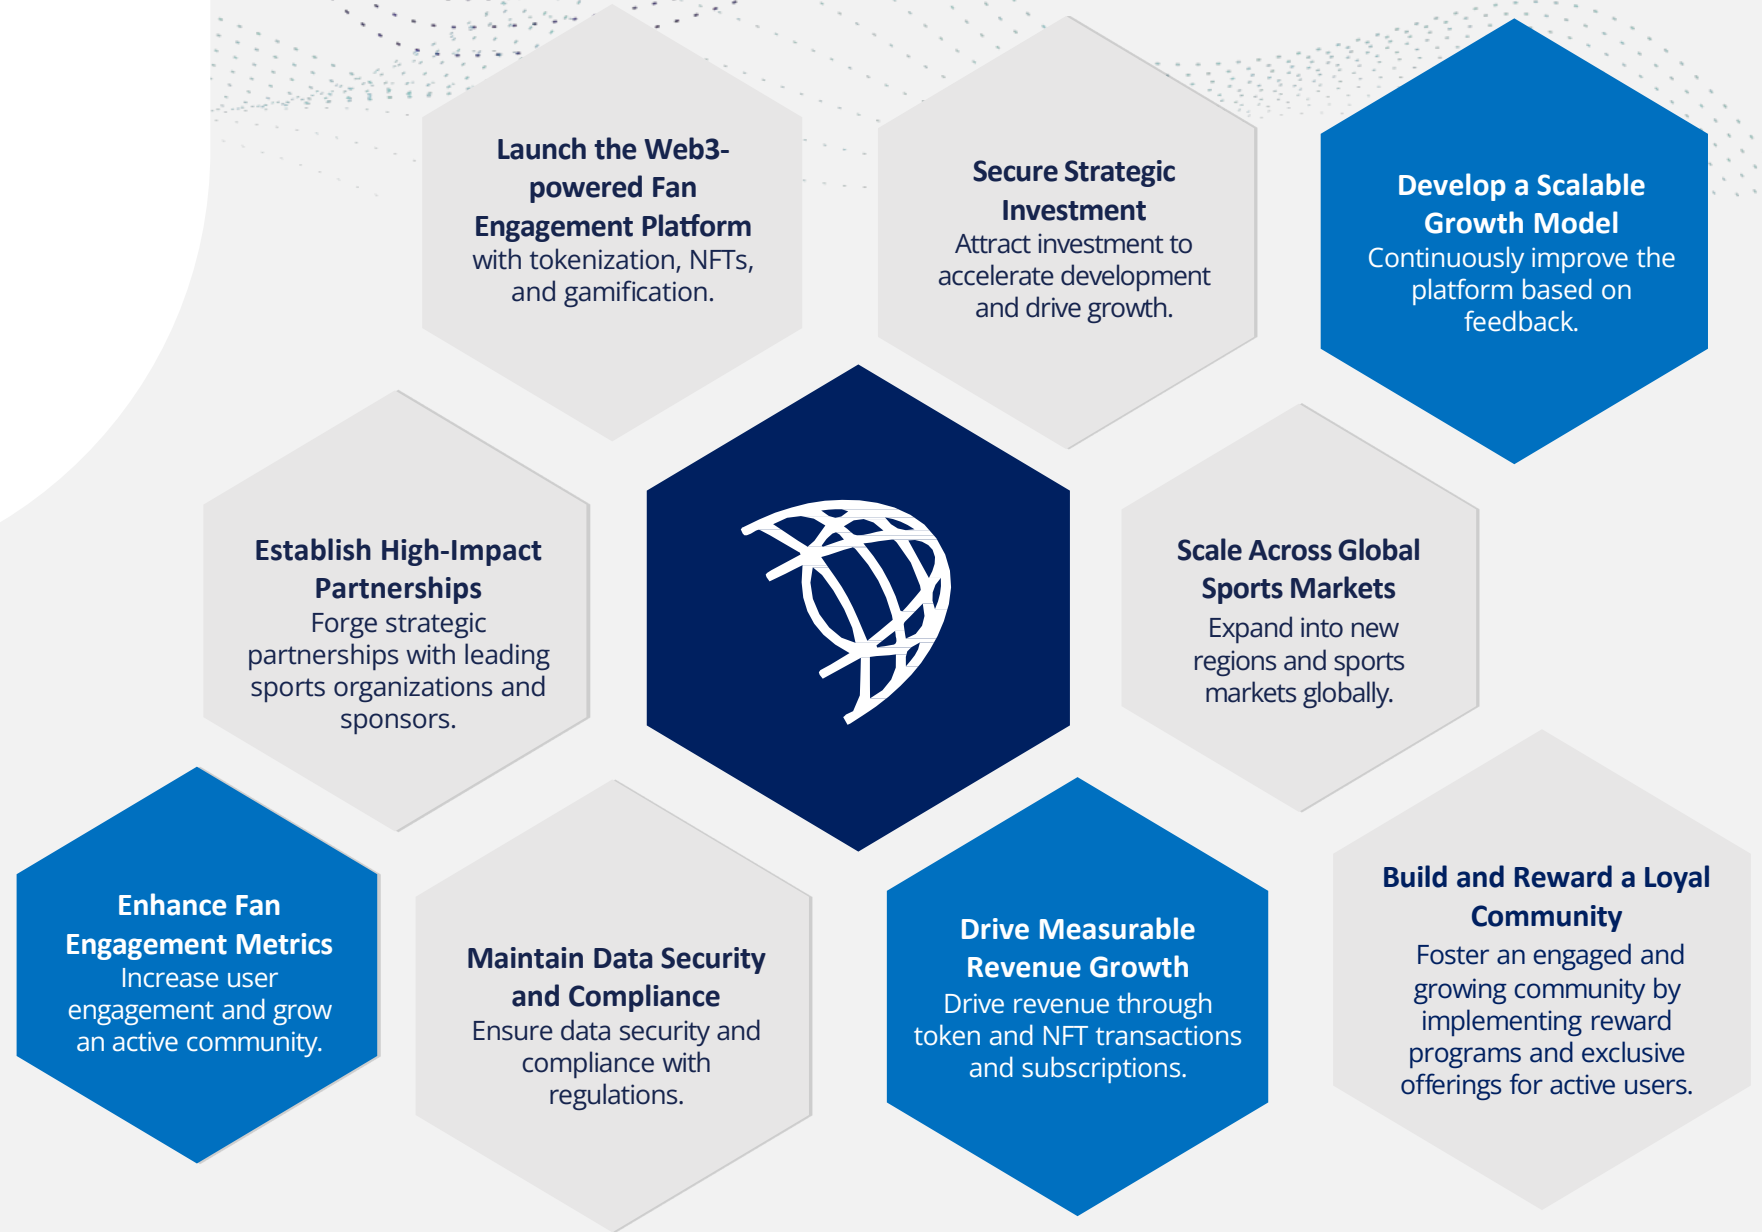 Launch the Web3-
powered Fan
Engagement Platform
with tokenization, NFTs,
and gamification.
Secure Strategic
Investment
Attract investment to
accelerate development
and drive growth.
Develop a Scalable
Growth Model
Continuously improve the
platform based on
feedback.
Establish High-Impact
Partnerships
Forge strategic
partnerships with leading
sports organizations and
sponsors.
Scale Across Global
Sports Markets
Expand into new
regions and sports
markets globally.
Enhance Fan
Engagement Metrics
Increase user
engagement and grow
an active community.
Maintain Data Security
and Compliance
Ensure data security and
compliance with
regulations.
Drive Measurable
Revenue Growth
Drive revenue through
token and NFT transactions
and subscriptions.
Build and Reward a Loyal
Community
Foster an engaged and
growing community by
implementing reward
programs and exclusive
offerings for active users.